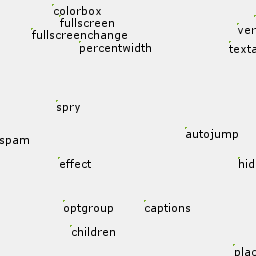 colorbox
fullscreen
ver
fullscreenchange
percentwidth
texta
spry
autojump
spam
effect
hid
optgroup
captions
children
plac